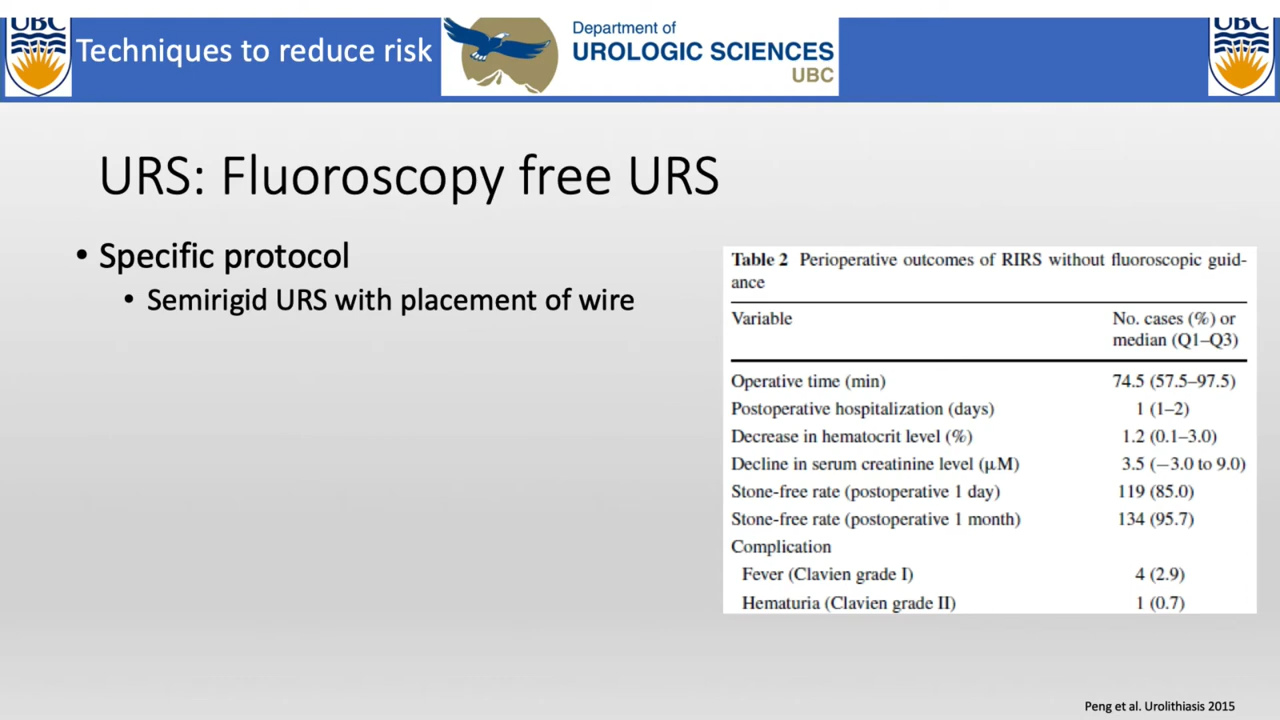 UBC
Techniques to reduce risk
Department of
UROLOGIC SCIENCES
UBC
UBC
URS: Fluoroscopy free URS
• Specific protocol
• Semirigid URS with placement of wire
Table 2 Perioperative outcomes of RIRS without fluoroscopic guid-
ance
Variable No. cases (%) or
median (Q1–Q3)
Operative time (min) 74.5 (57.5–97.5)
Postoperative hospitalization (days) 1 (1–2)
Decrease in hematocrit level (%) 1.2 (0.1–3.0)
Decline in serum creatinine level (μM) 3.5 (−3.0 to 9.0)
Stone-free rate (postoperative 1 day) 119 (85.0)
Stone-free rate (postoperative 1 month) 134 (95.7)
Complication
Fever (Clavien grade I) 4 (2.9)
Hematuria (Clavien grade II) 1 (0.7)
Peng et al. Urolithiasis 2015